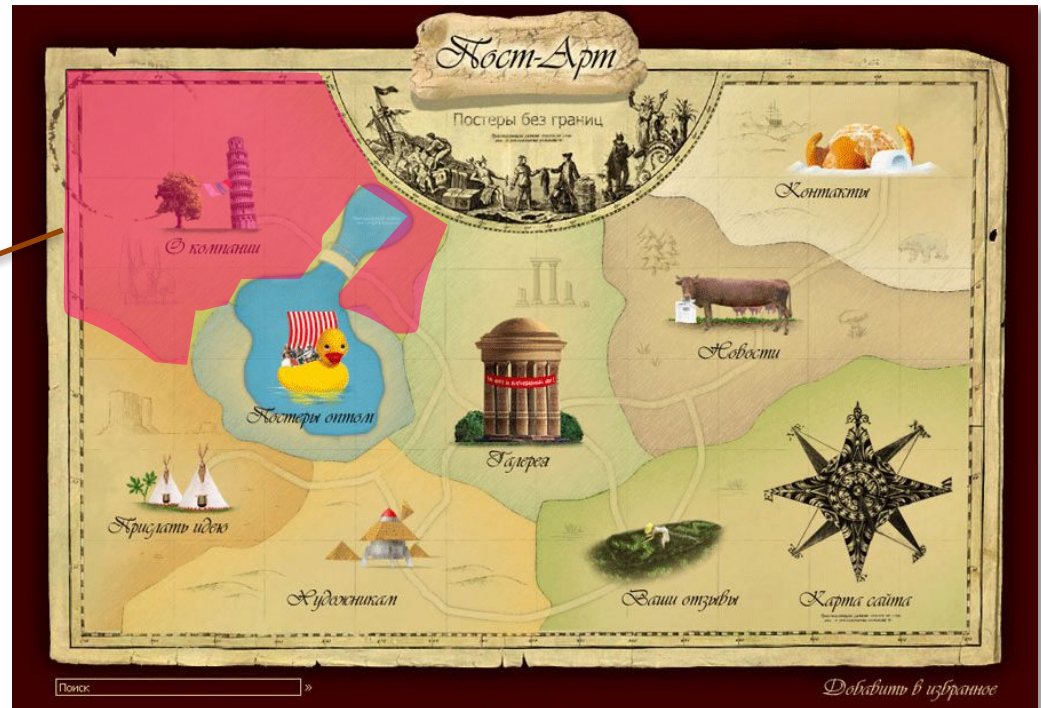 Пост-Арт
Постеры без границ
Контакты
О компании
Новости
Постеры оптом
Галерея
Прислать идею
Художникам
Ваши отзывы
Карта сайта
Поиск
»
Добавить в избранное